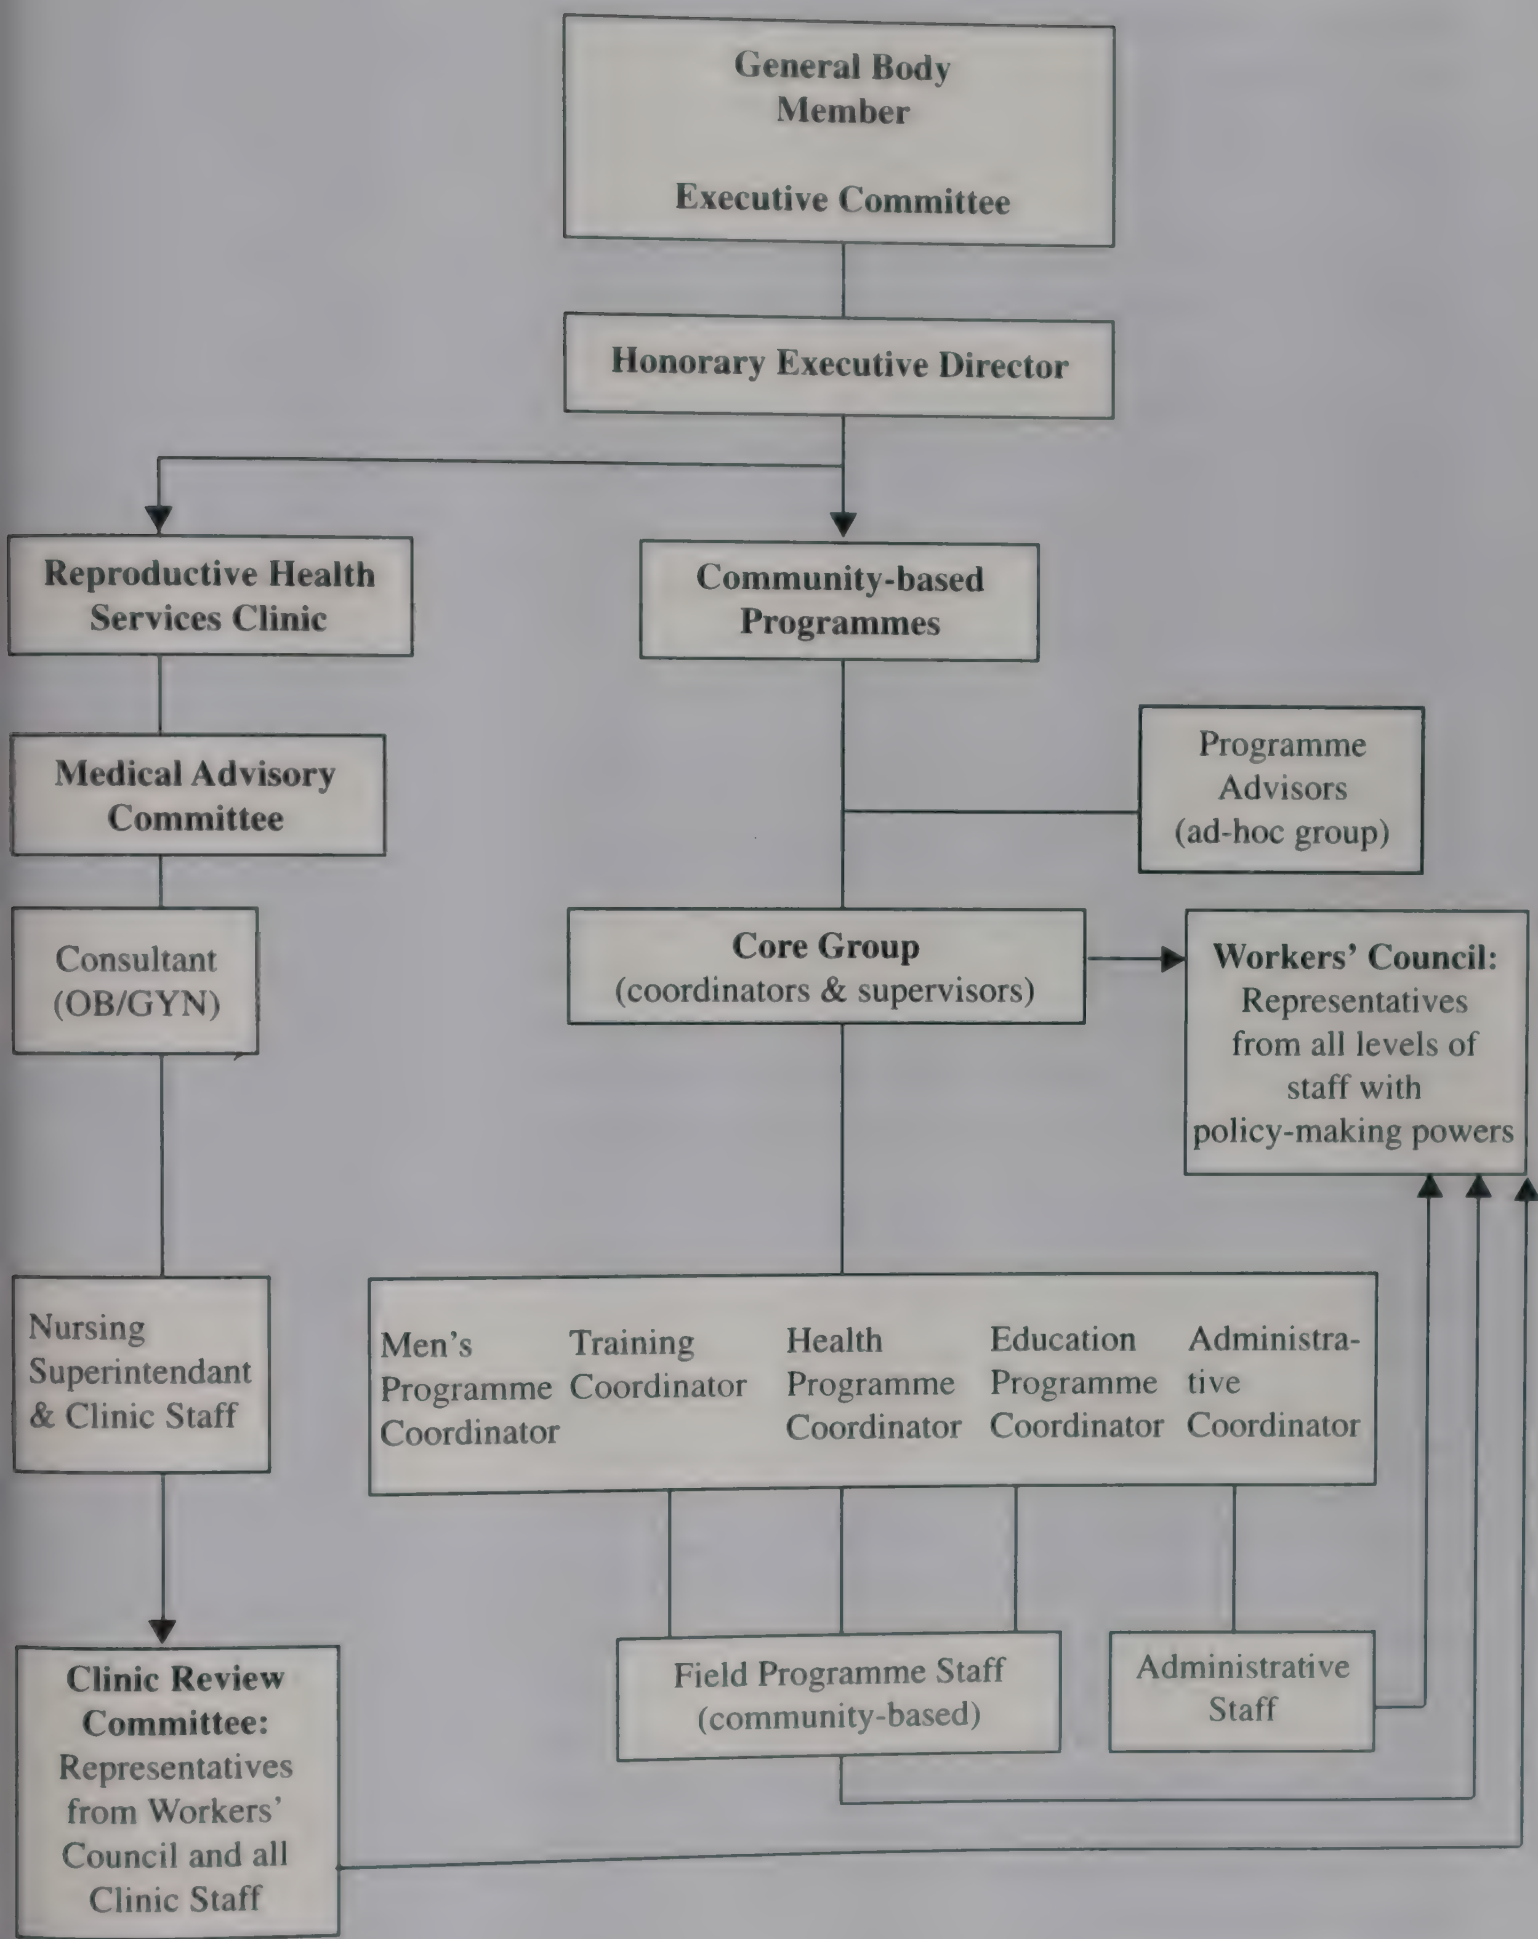 General Body
Member
Executive Committee
Honorary Executive Director
Reproductive Health
Services Clinic
Community-based
Programmes
Medical Advisory
Committee
Programme
Advisors
(ad-hoc group)
Consultant
(OB/GYN)
Core Group
(coordinators & supervisors)
Workers' Council:
Representatives
from all levels of
staff with
policy-making powers
Nursing
Superintendant
& Clinic Staff
Men's
Programme
Coordinator
Training
Coordinator
Health
Programme
Coordinator
Education
Programme
Coordinator
Administra-
tive
Coordinator
Clinic Review
Committee:
Representatives
from Workers'
Council and all
Clinic Staff
Field Programme Staff
(community-based)
Administrative
Staff